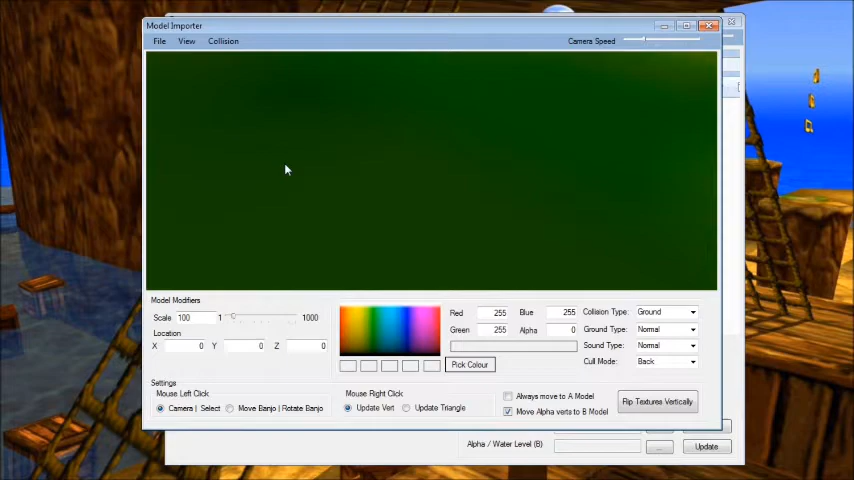 Model Importer
File View Collision Camera Speed
Model Modifiers
Scale 100 1 1000
Location
X 0 Y 0 Z 0
Red 255 Blue 255
Green 255 Alpha 0
Pick Colour
Collision Type: Ground
Ground Type: Normal
Sound Type: Normal
Cull Mode: Back
Settings
Mouse Left Click
Camera | Select Move Banjo | Rotate Banjo
Mouse Right Click
Update Vert Update Triangle
Always move to A Model
Move Alpha verts to B Model
Flip Textures Vertically
Alpha / Water Level (B) ... Update